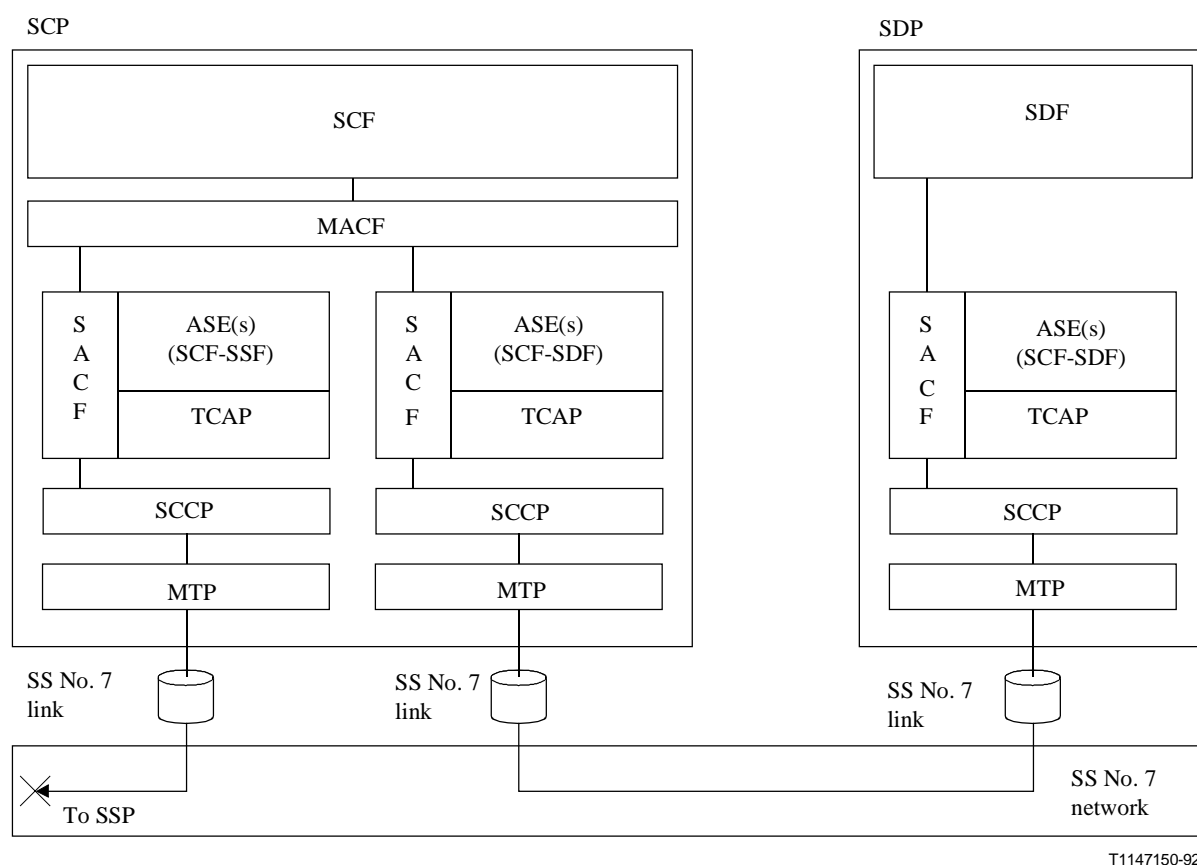 SCP
SDP
SCF
SDF
MACF
S
A
C
F
ASE(s)
(SCF-SSF)
TCAP
S
A
C
F
ASE(s)
(SCF-SDF)
TCAP
S
A
C
F
ASE(s)
(SCF-SDF)
TCAP
SCCP
SCCP
SCCP
MTP
MTP
MTP
SS No. 7
link
SS No. 7
link
SS No. 7
link
To SSP
SS No. 7
network
T1147150-92